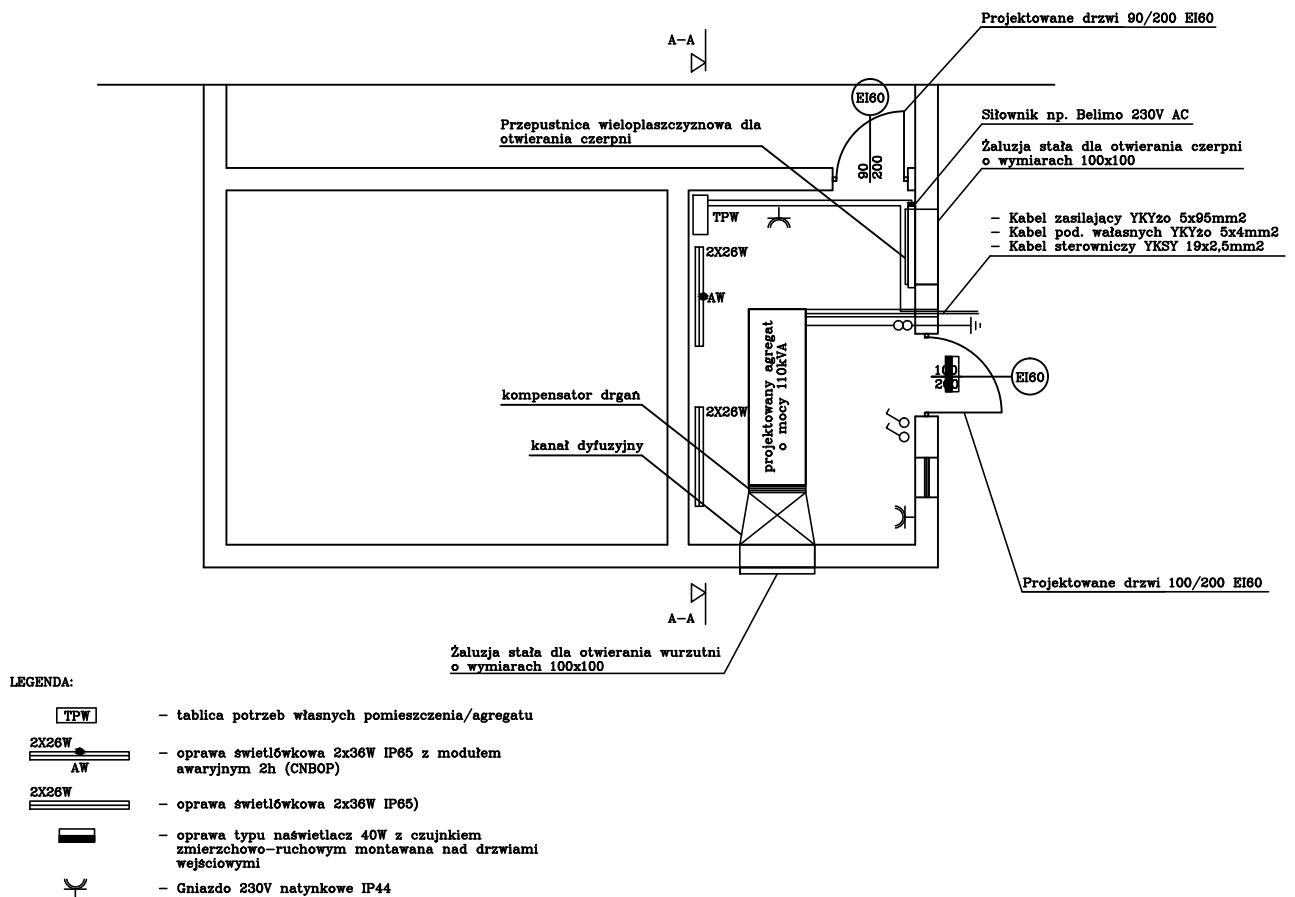 Projektowane drzwi 90/200 EI60
A-A
EI60
Siłownik np. Belimo 230V AC
Przepustnica wieloplaszczyznowa dla
otwierania czerpni
Żaluzja stała dla otwierania czerpni
o wymiarach 100x100
90
200
TPW
- Kabel zasilający YKYżo 5x95mm2
- Kabel pod. wałasnych YKYżo 5x4mm2
- Kabel sterowniczy YKSY 19x2,5mm2
2X26W
AW
projektowany agregat
o mocy 110kVA
100
200
EI60
kompensator drgań
2X26W
kanał dyfuzyjny
Projektowane drzwi 100/200 EI60
A-A
Żaluzja stała dla otwierania wurzutni
o wymiarach 100x100
LEGENDA:
TPW
- tablica potrzeb własnych pomieszczenia/agregatu
2X26W
AW
- oprawa świetlówkowa 2x36W IP65 z modułem
awaryjnym 2h (CNBOP)
2X26W
- oprawa świetlówkowa 2x36W IP65)
- oprawa typu naświetlacz 40W z czujnkiem
zmierzchowo-ruchowym montawana nad drzwiami
wejściowymi
- Gniazdo 230V natynkowe IP44